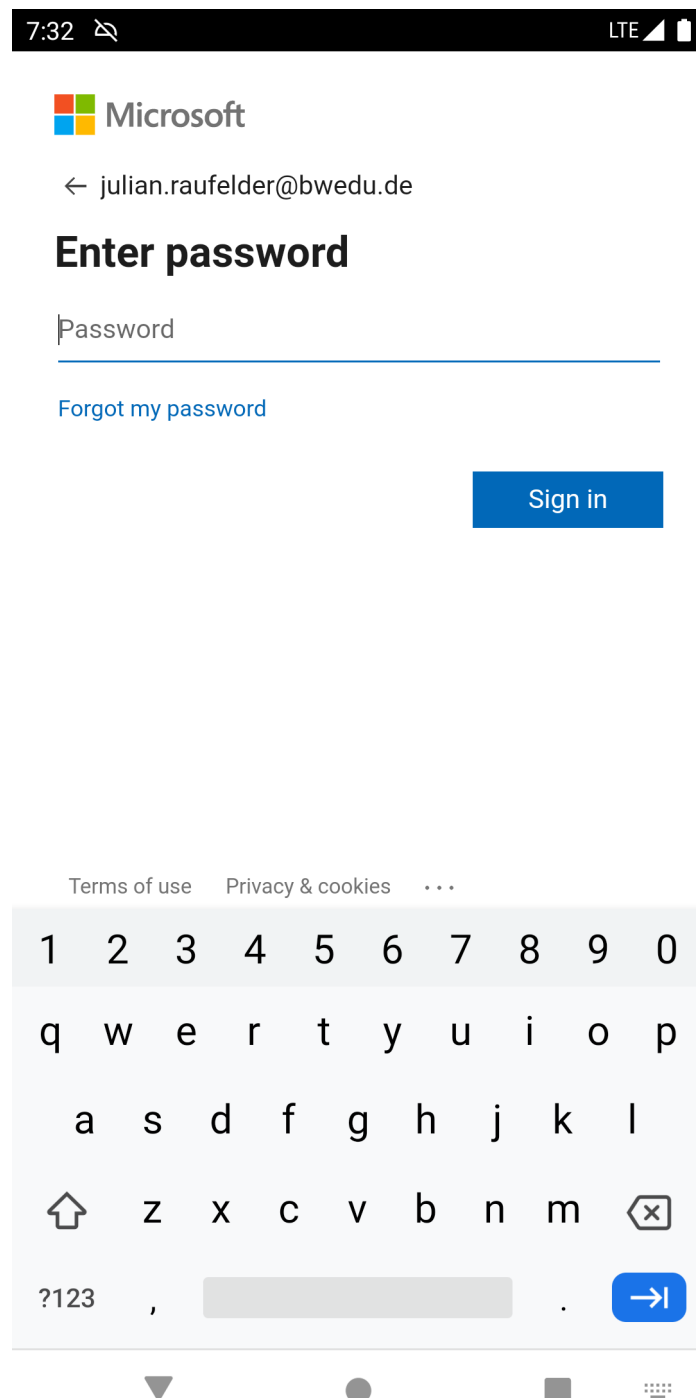 7:32 LTE
Microsoft
← julian.raufelder@bwedu.de
Enter password
Password
Forgot my password
Sign in
Terms of use Privacy & cookies ...
1 2 3 4 5 6 7 8 9 0
q w e r t y u i o p
a s d f g h j k l
z x c v b n m
?123 , .